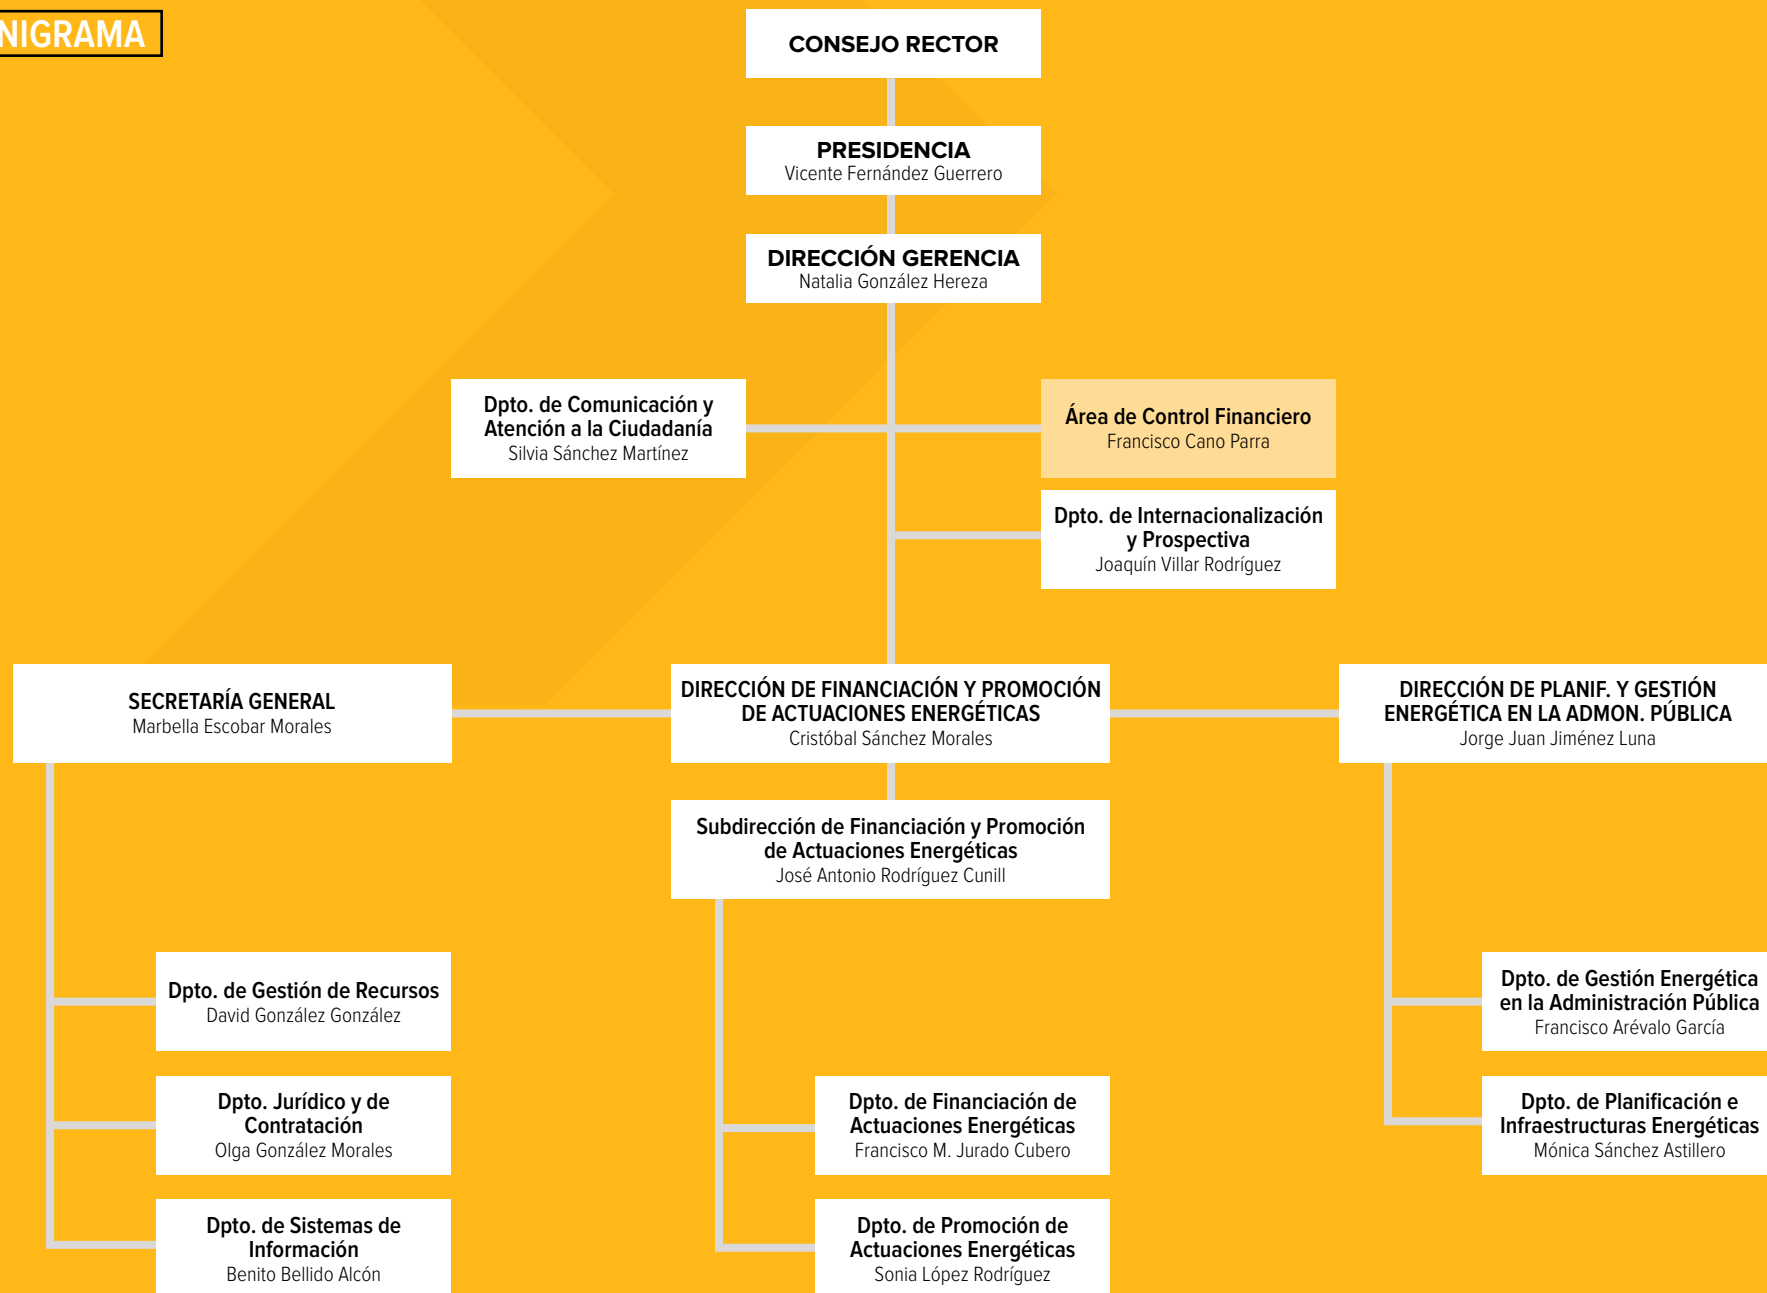 NIGRAMA
CONSEJO RECTOR
PRESIDENCIA
Vicente Fernández Guerrero
DIRECCIÓN GERENCIA
Natalia González Hereza
Dpto. de Comunicación y
Atención a la Ciudadanía
Silvia Sánchez Martínez
Área de Control Financiero
Francisco Cano Parra
Dpto. de Internacionalización
y Prospectiva
Joaquín Villar Rodríguez
SECRETARÍA GENERAL
Marbella Escobar Morales
DIRECCIÓN DE FINANCIACIÓN Y PROMOCIÓN
DE ACTUACIONES ENERGÉTICAS
Cristóbal Sánchez Morales
DIRECCIÓN DE PLANIF. Y GESTIÓN
ENERGÉTICA EN LA ADMON. PÚBLICA
Jorge Juan Jiménez Luna
Subdirección de Financiación y Promoción
de Actuaciones Energéticas
José Antonio Rodríguez Cunill
Dpto. de Gestión de Recursos
David González González
Dpto. Jurídico y de
Contratación
Olga González Morales
Dpto. de Sistemas de
Información
Benito Bellido Alcón
Dpto. de Financiación de
Actuaciones Energéticas
Francisco M. Jurado Cubero
Dpto. de Promoción de
Actuaciones Energéticas
Sonia López Rodríguez
Dpto. de Gestión Energética
en la Administración Pública
Francisco Arévalo García
Dpto. de Planificación e
Infraestructuras Energéticas
Mónica Sánchez Astillero